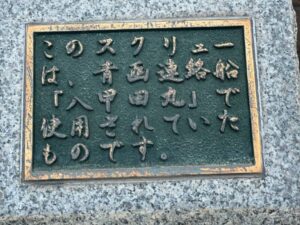 このスクリュー
は、青函連絡船
「八甲田丸」で
使用されていた
ものです。